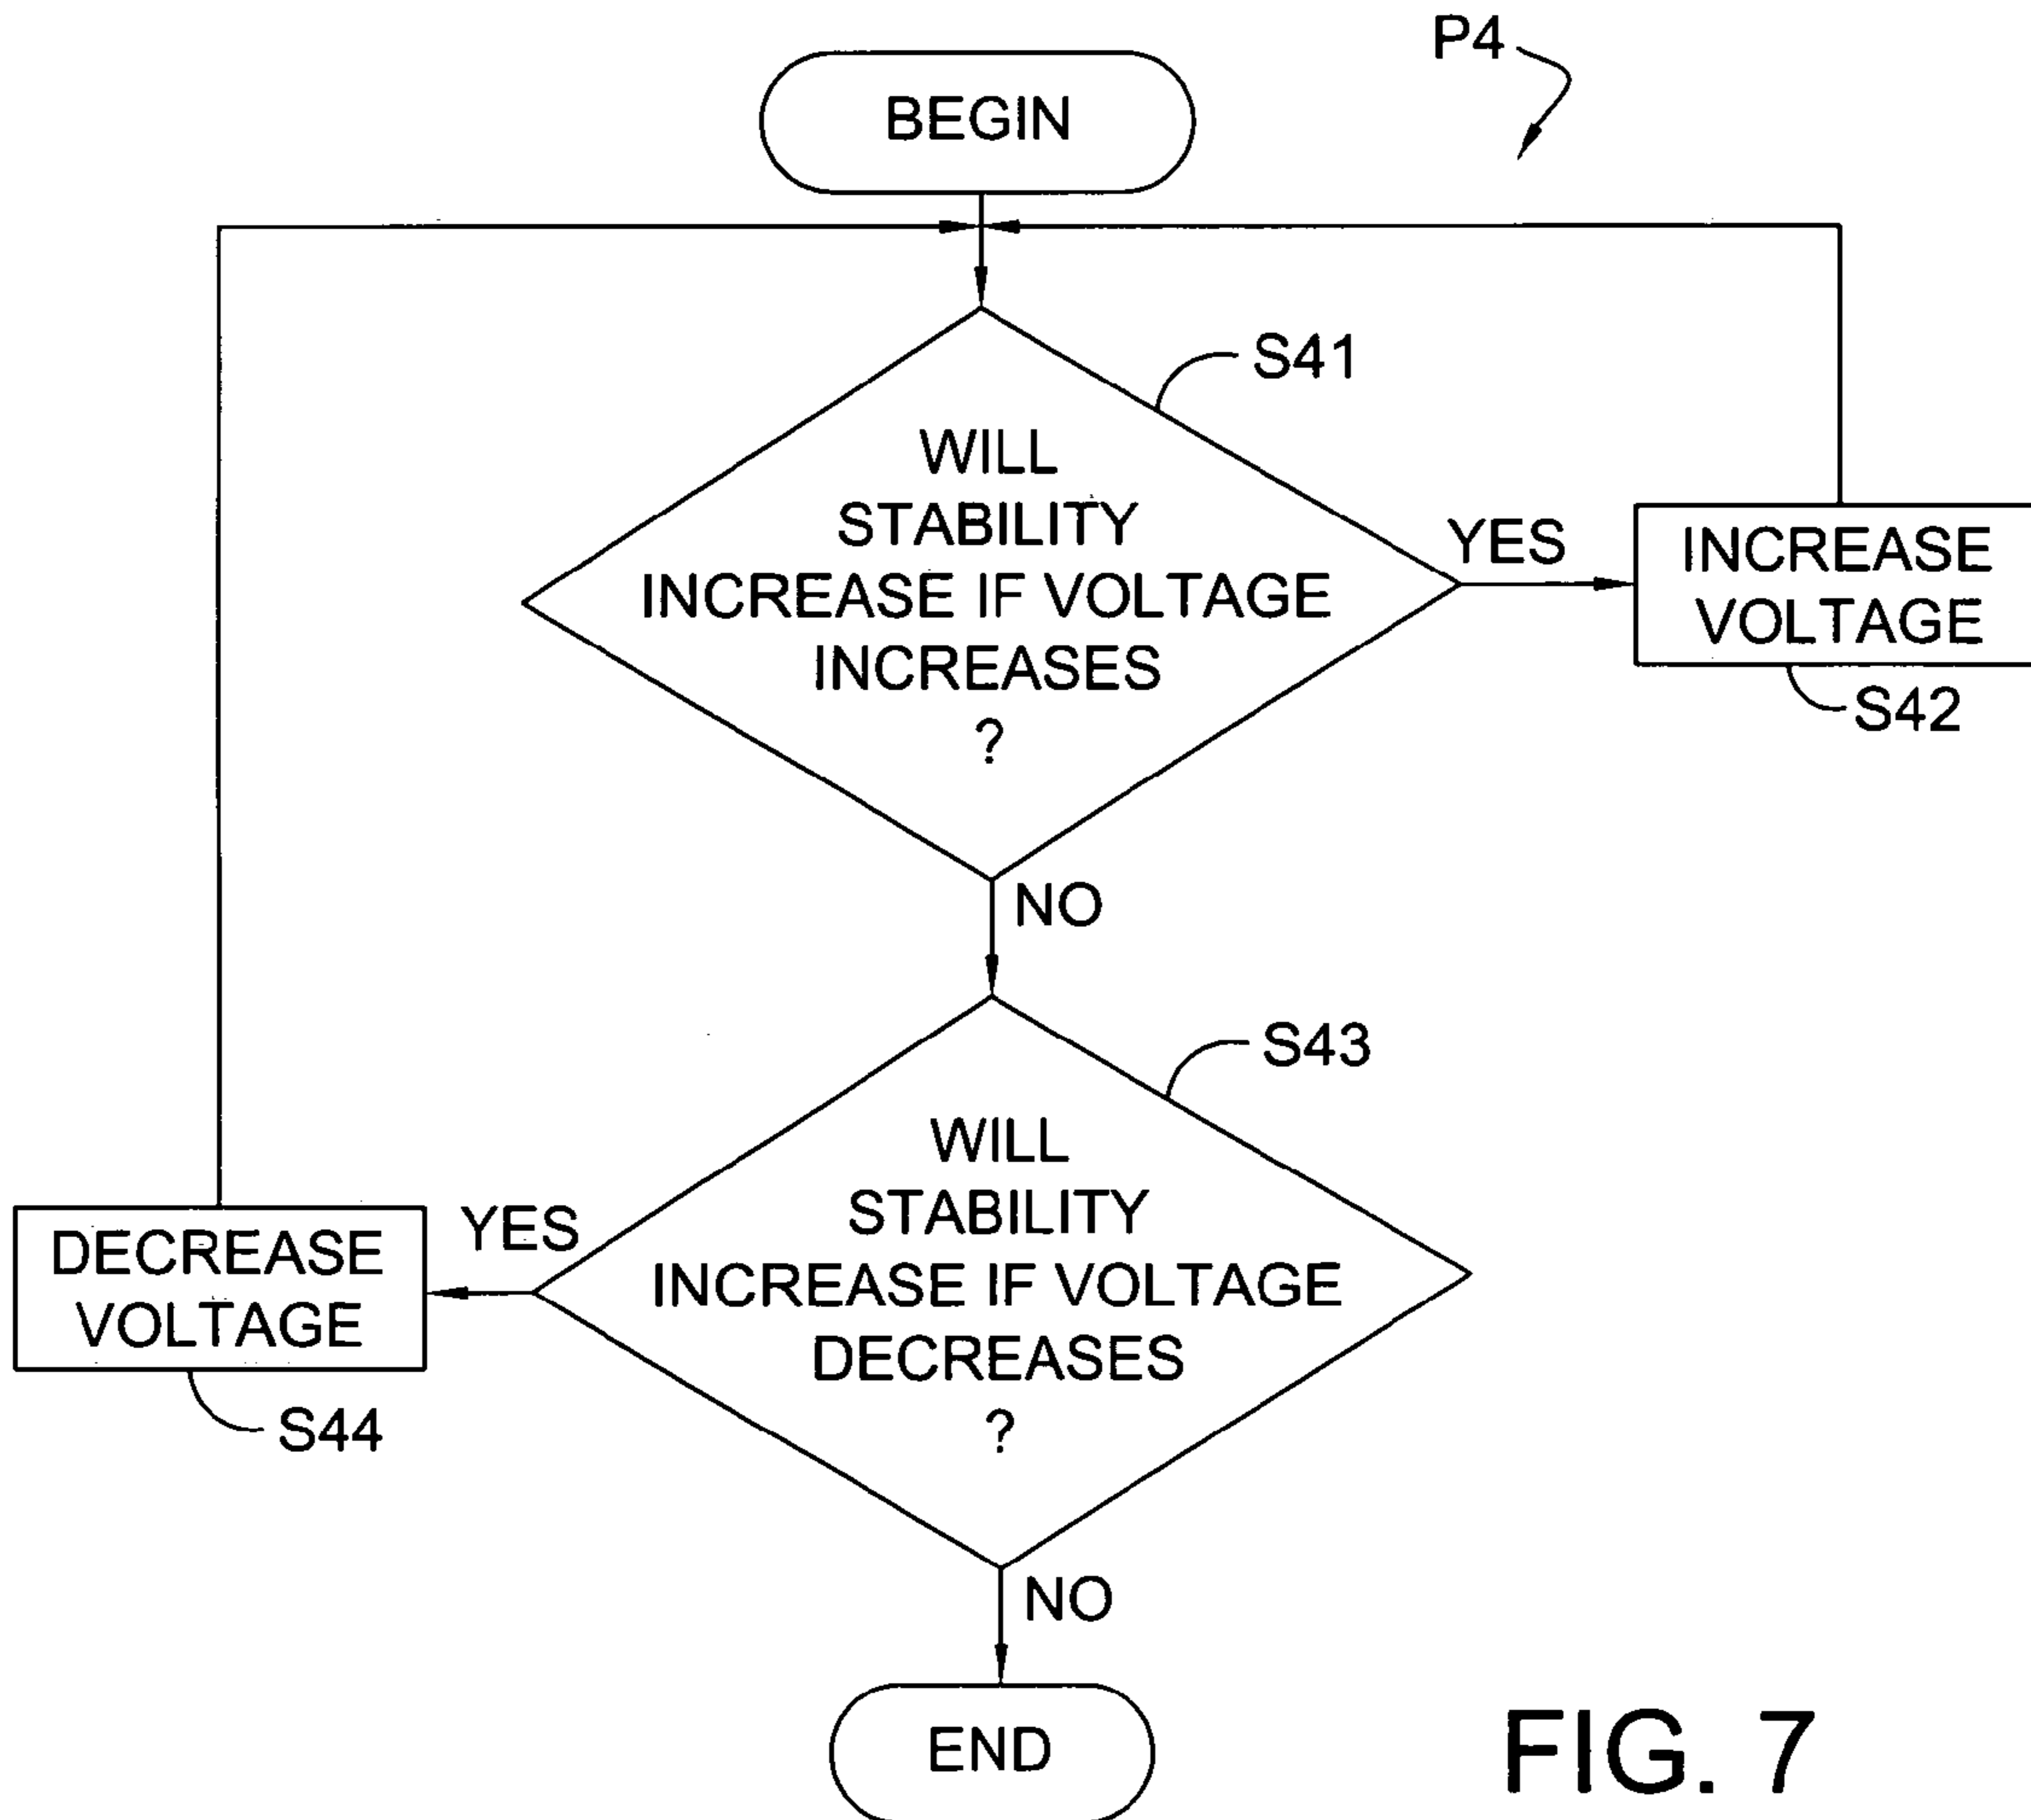 P4
BEGIN
S41
WILL
STABILITY
INCREASE IF VOLTAGE
INCREASES
?
YES
INCREASE
VOLTAGE
S42
NO
S43
WILL
STABILITY
INCREASE IF VOLTAGE
DECREASES
?
YES
DECREASE
VOLTAGE
S44
NO
END
FIG. 7